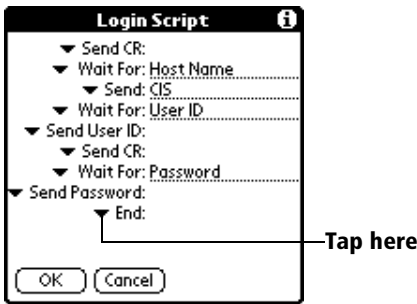 Login Script i
Send CR:
Wait For: Host Name
Send: CIS
Wait For: User ID
Send User ID:
Send CR:
Wait For: Password
Send Password:
End:
Tap here
OK Cancel